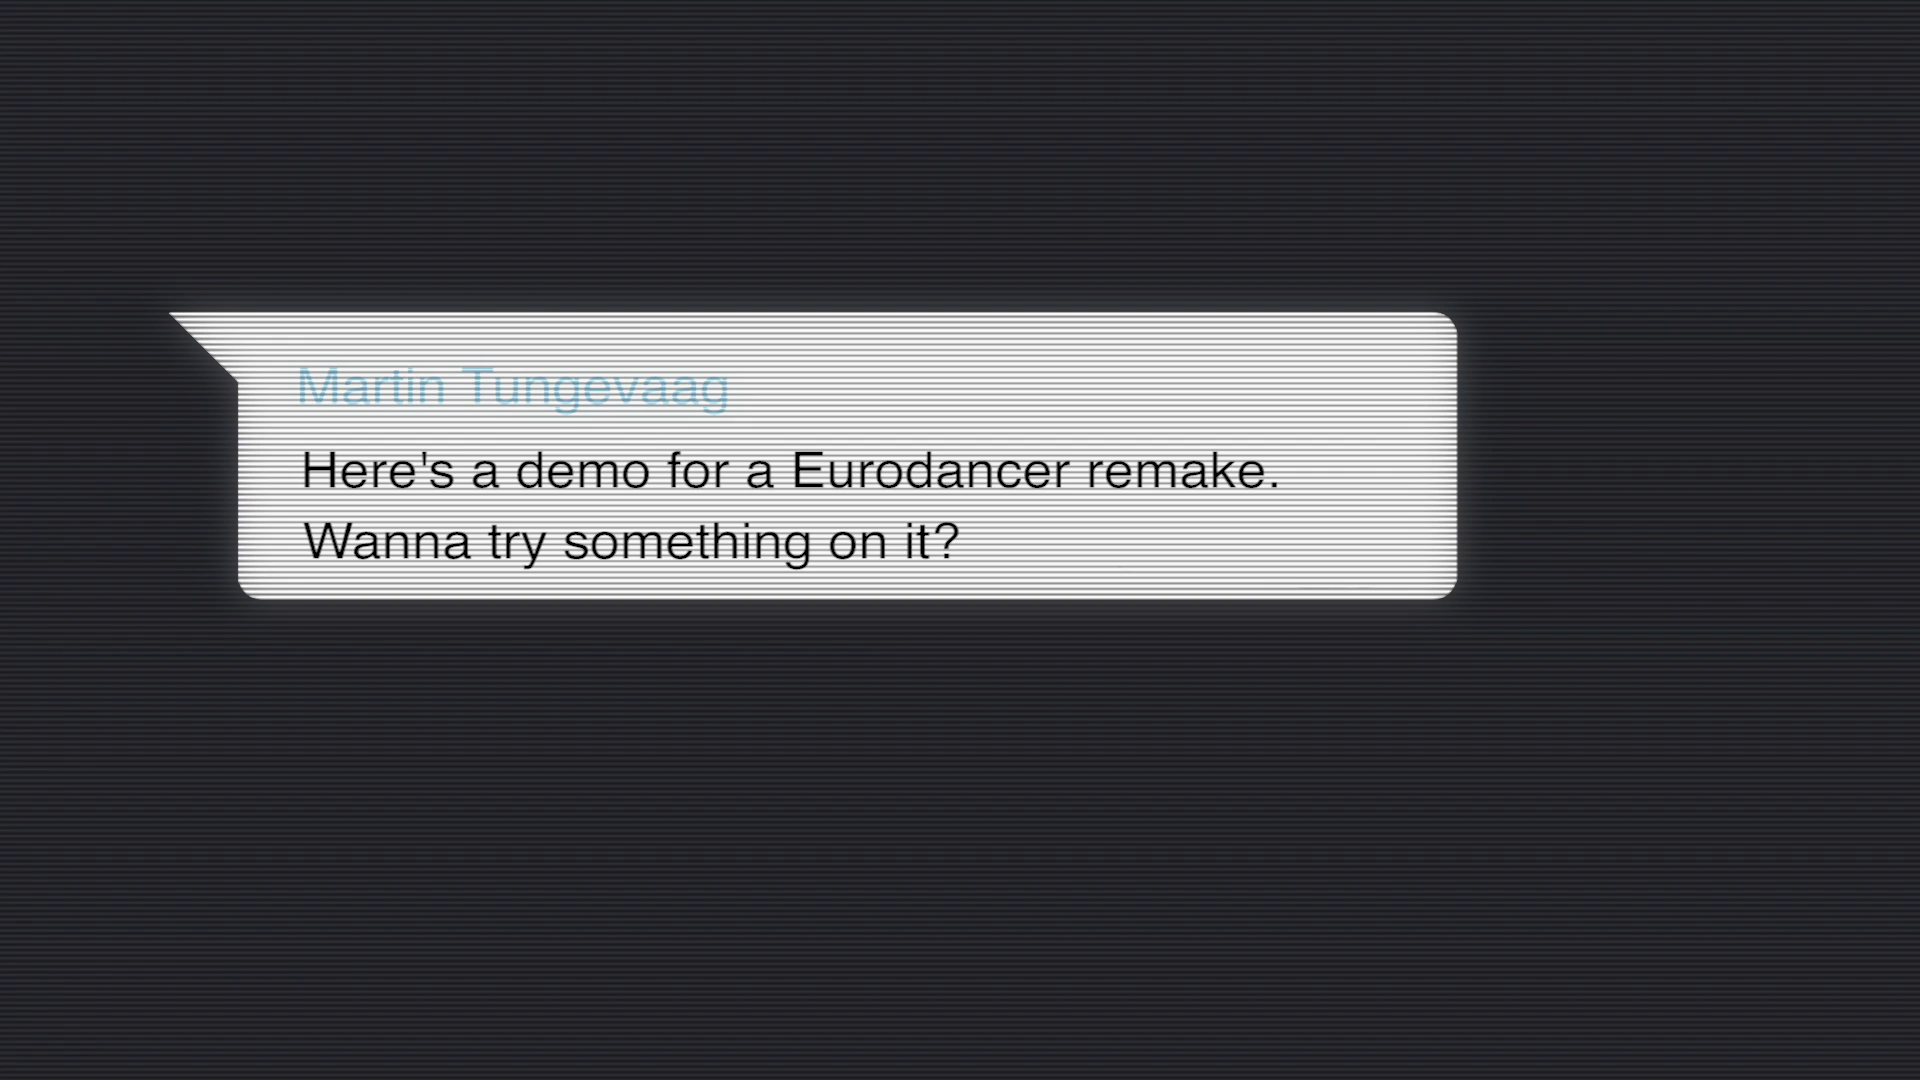 Martin Tungevaag
Here's a demo for a Eurodancer remake.
Wanna try something on it?